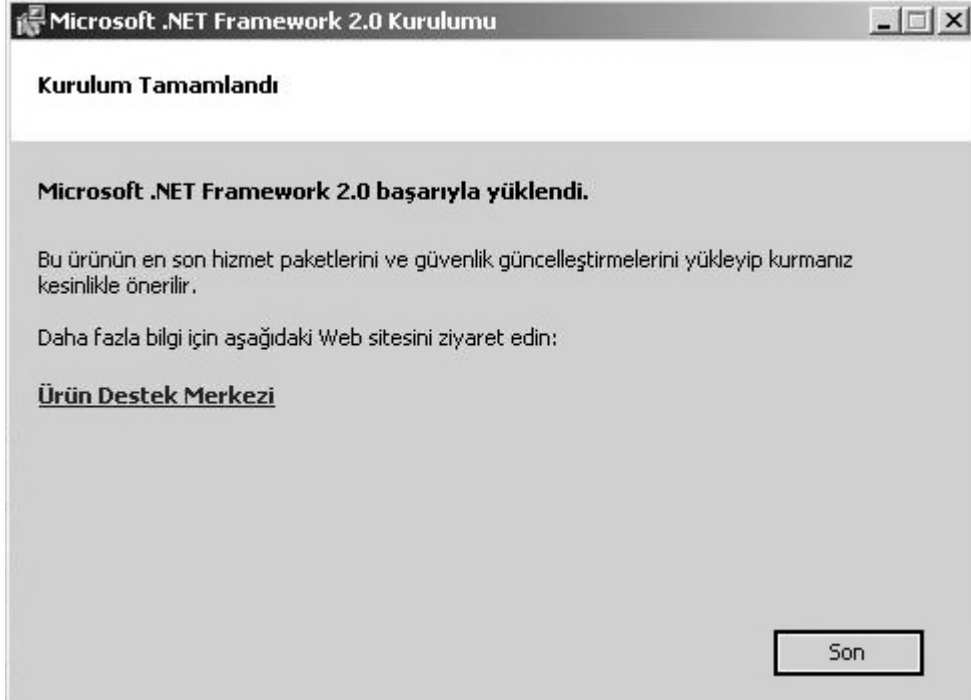 Microsoft .NET Framework 2.0 Kurulumu
Kurulum Tamamlandı
Microsoft .NET Framework 2.0 başarıyla yüklendi.
Bu ürünün en son hizmet paketlerini ve güvenlik güncelleştirmelerini yükleyip kurmanız
kesinlikle önerilir.
Daha fazla bilgi için aşağıdaki Web sitesini ziyaret edin:
Ürün Destek Merkezi
Son